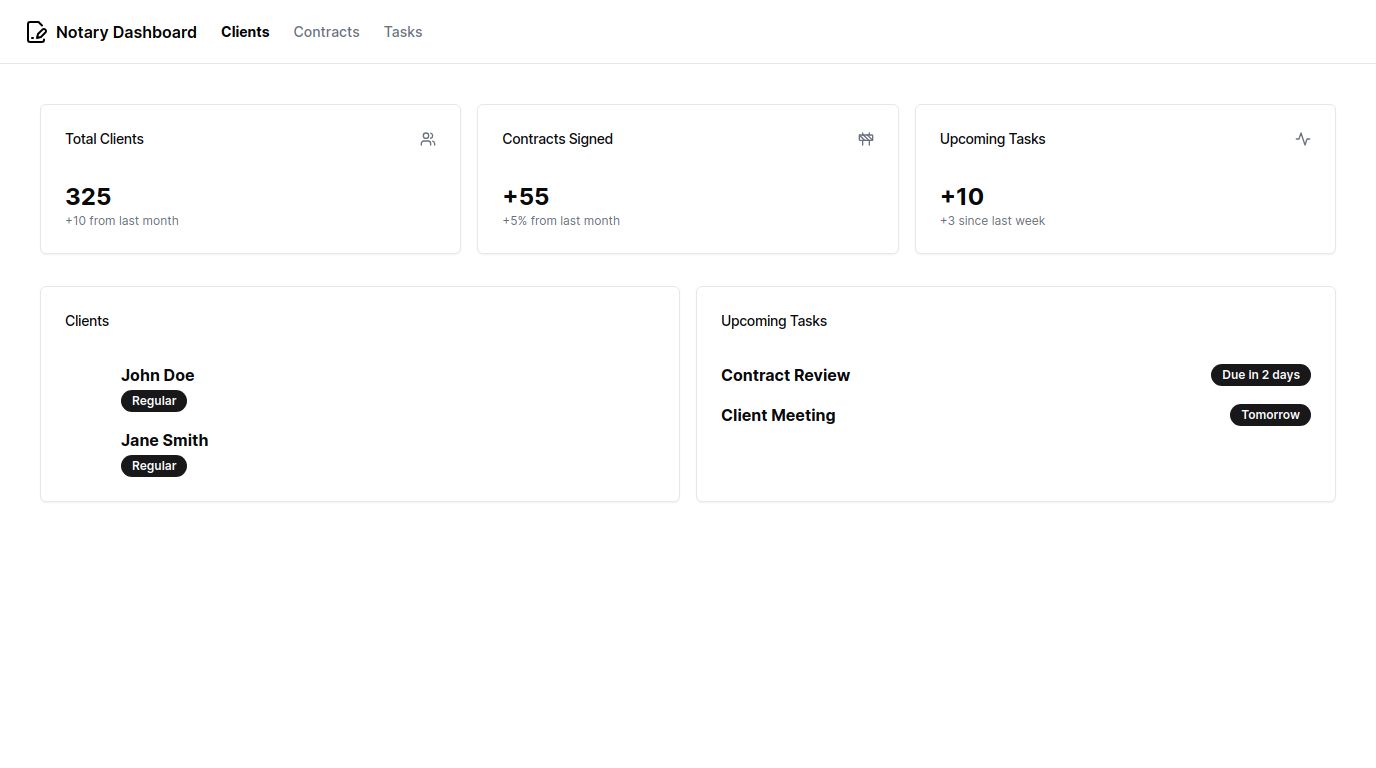 Notary Dashboard Clients Contracts Tasks
Total Clients
325
+10 from last month
Contracts Signed
+55
+5% from last month
Upcoming Tasks
+10
+3 since last week
Clients
John Doe
Regular
Jane Smith
Regular
Upcoming Tasks
Contract Review Due in 2 days
Client Meeting Tomorrow